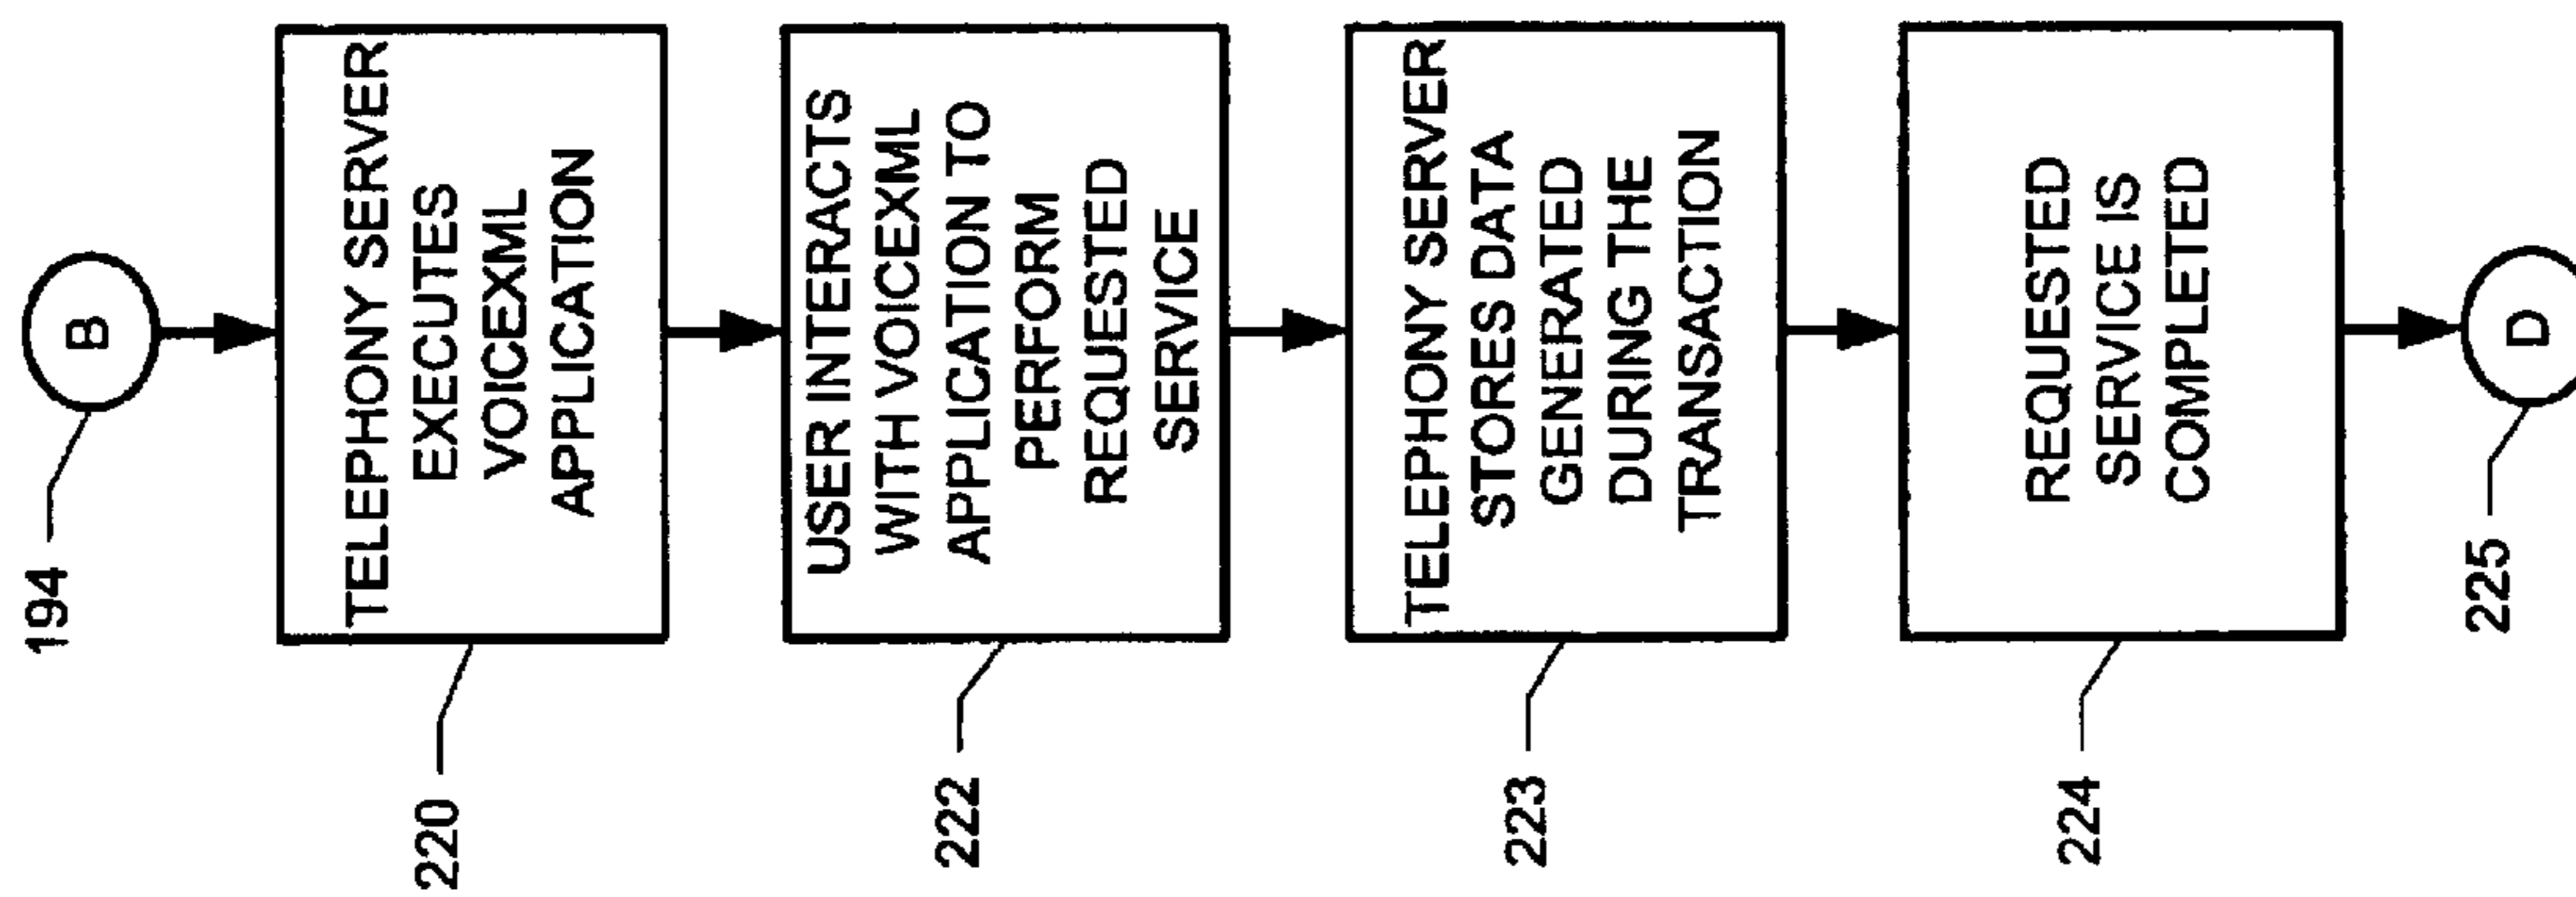 B
194
TELEPHONY SERVER
EXECUTES
VOICEXML
APPLICATION
220
USER INTERACTS
WITH VOICEXML
APPLICATION TO
PERFORM
REQUESTED
SERVICE
222
TELEPHONY SERVER
STORES DATA
GENERATED
DURING THE
TRANSACTION
223
REQUESTED
SERVICE IS
COMPLETED
224
D
225